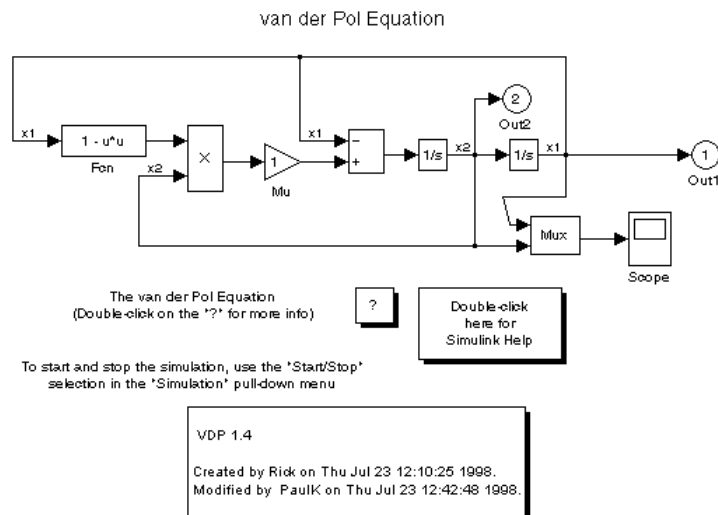 van der Pol Equation
2
Out2
x1
1 - u*u
Fcn
x2
×
1
Mu
x1
−
+
1/s
x2
1/s
x1
1
Out1
Mux
Scope
The van der Pol Equation
(Double-click on the "?" for more info)
?
Double-click
here for
Simulink Help
To start and stop the simulation, use the "Start/Stop"
selection in the "Simulation" pull-down menu
VDP 1.4
Created by Rick on Thu Jul 23 12:10:25 1998.
Modified by PaulK on Thu Jul 23 12:42:48 1998.